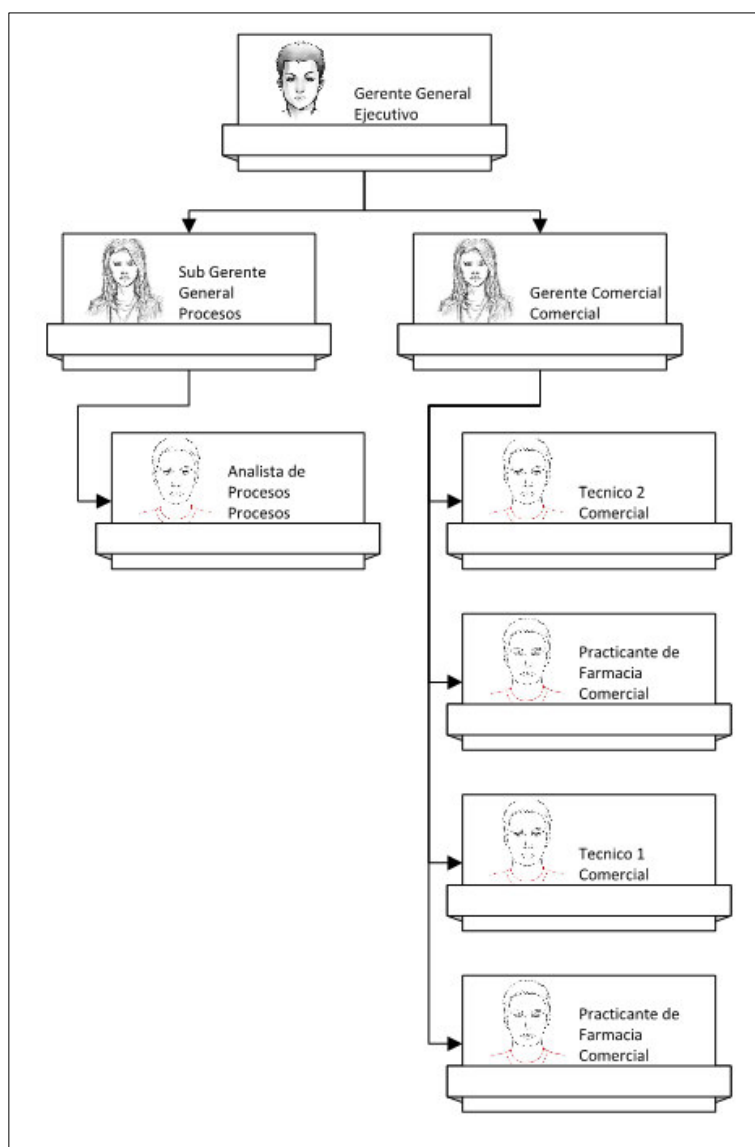 Gerente General
Ejecutivo
Sub Gerente
General
Procesos
Gerente Comercial
Comercial
Analista de
Procesos
Procesos
Tecnico 2
Comercial
Practicante de
Farmacia
Comercial
Tecnico 1
Comercial
Practicante de
Farmacia
Comercial